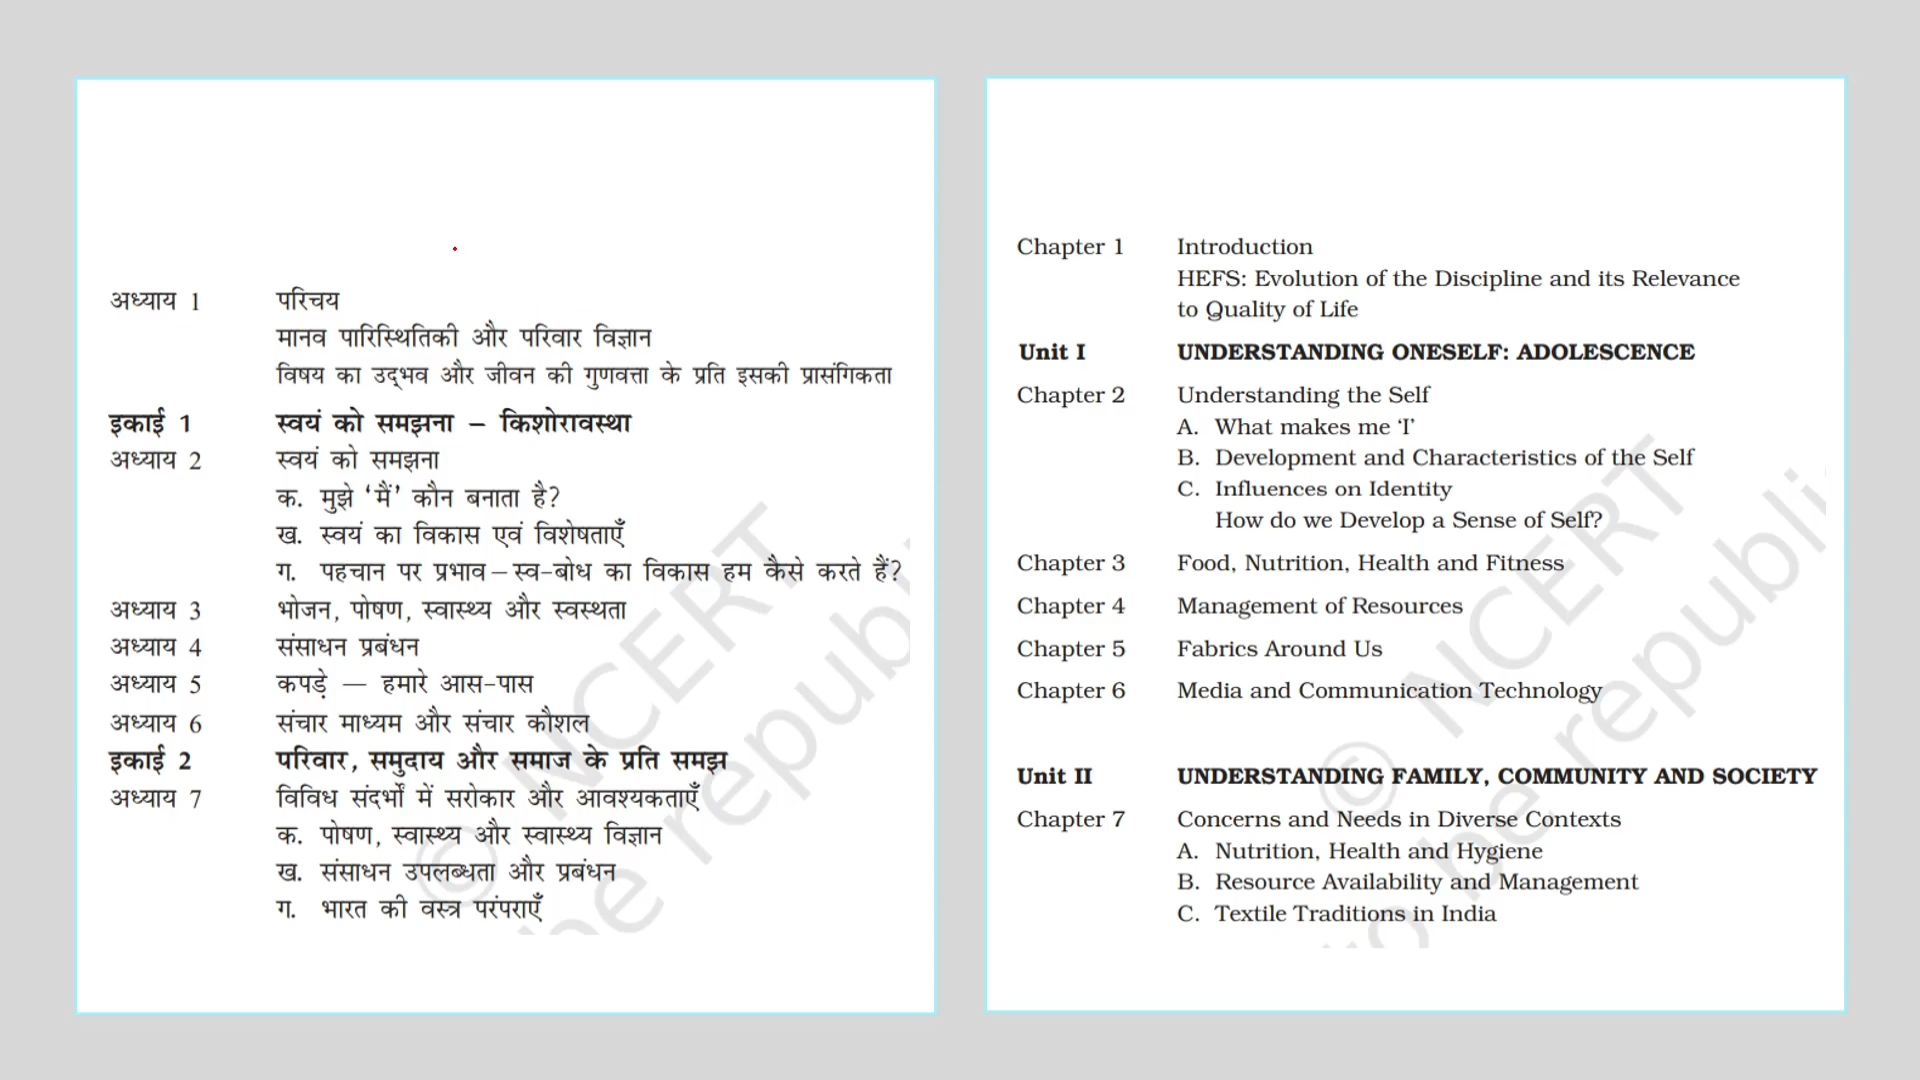 अध्याय 1 परिचय
मानव पारिस्थितिकी और परिवार विज्ञान
विषय का उद्भव और जीवन की गुणवत्ता के प्रति इसकी प्रासंगिकता
इकाई 1 स्वयं को समझना – किशोरावस्था
अध्याय 2 स्वयं को समझना
क. मुझे ‘मैं’ कौन बनाता है?
ख. स्वयं का विकास एवं विशेषताएँ
ग. पहचान पर प्रभाव – स्व-बोध का विकास हम कैसे करते हैं?
अध्याय 3 भोजन, पोषण, स्वास्थ्य और स्वस्थता
अध्याय 4 संसाधन प्रबंधन
अध्याय 5 कपड़े — हमारे आस-पास
अध्याय 6 संचार माध्यम और संचार कौशल
इकाई 2 परिवार, समुदाय और समाज के प्रति समझ
अध्याय 7 विविध संदर्भों में सरोकार और आवश्यकताएँ
क. पोषण, स्वास्थ्य और स्वास्थ्य विज्ञान
ख. संसाधन उपलब्धता और प्रबंधन
ग. भारत की वस्त्र परंपराएँ
© NCERT
be republ
Chapter 1 Introduction
HEFS: Evolution of the Discipline and its Relevance
to Quality of Life
Unit I UNDERSTANDING ONESELF: ADOLESCENCE
Chapter 2 Understanding the Self
A. What makes me ‘I’
B. Development and Characteristics of the Self
C. Influences on Identity
How do we Develop a Sense of Self?
Chapter 3 Food, Nutrition, Health and Fitness
Chapter 4 Management of Resources
Chapter 5 Fabrics Around Us
Chapter 6 Media and Communication Technology
Unit II UNDERSTANDING FAMILY, COMMUNITY AND SOCIETY
Chapter 7 Concerns and Needs in Diverse Contexts
A. Nutrition, Health and Hygiene
B. Resource Availability and Management
C. Textile Traditions in India
© NCERT
to be republi